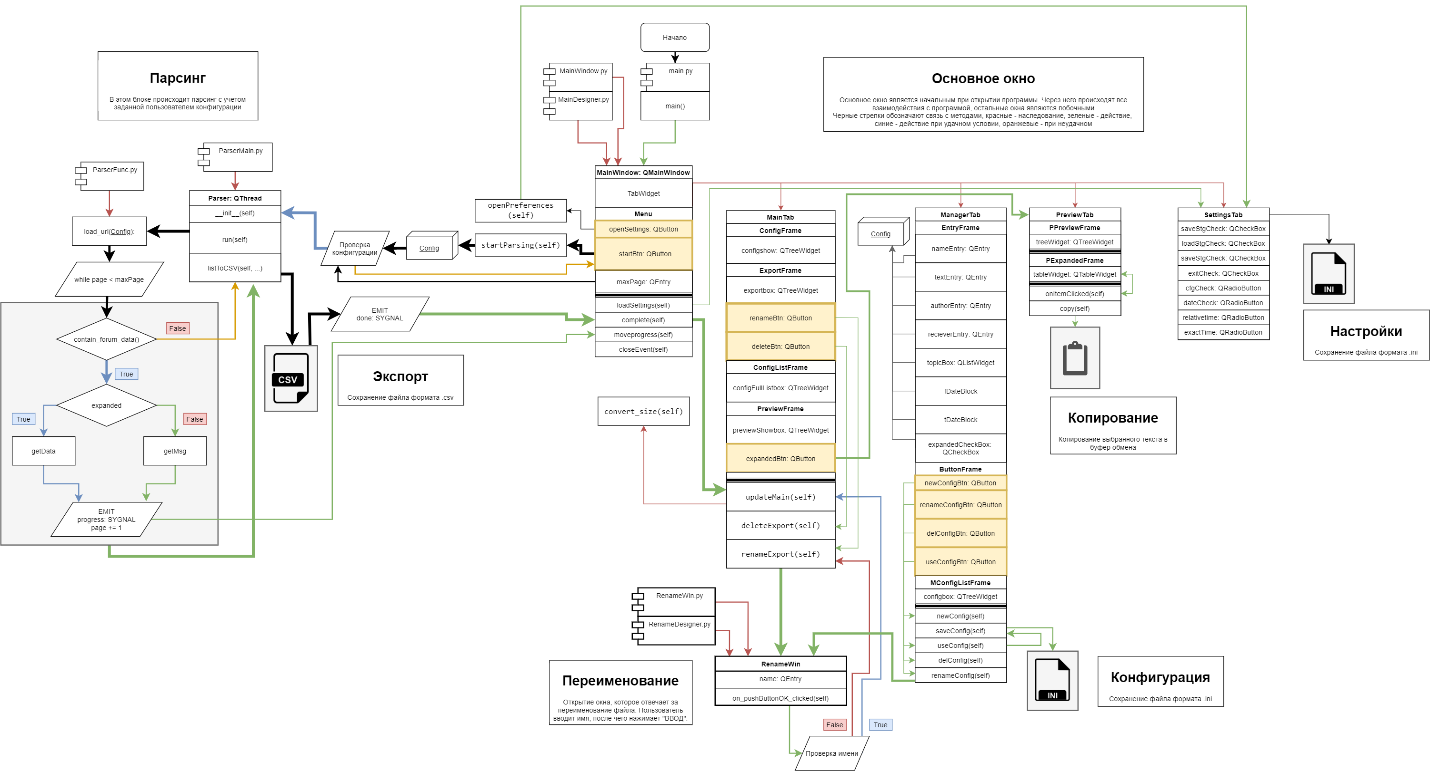 Начало
MainWindow.py
MainDesigner.py
main.py
main()
Парсинг
В этом блоке происходит парсинг с учетом
заданной пользователем конфигурации
Основное окно
Основное окно является начальным при открытии программы. Через него происходят все
взаимодействия с программой, остальные окна являются побочными
Черные стрелки обозначают связь с методами, красные - наследование, зеленые - действие,
синие - действие при удачном условии, оранжевые - при неудачном
ParserMain.py
ParserFunc.py
Parser: QThread
__init__(self)
run(self)
listToCSV(self, ...)
load_url(Config):
while page < maxPage
contain_forum_data()
False
True
expanded
True
False
getData
getMsg
EMIT
progress: SYGNAL
page += 1
CSV
EMIT
done: SYGNAL
Экспорт
Сохранение файла формата .csv
Проверка
конфигурации
Config
startParsing(self)
openPreferences
(self)
MainWindow: QMainWindow
TabWidget
Menu
openSettings: QButton
startBtn: QButton
maxPage: QEntry
loadSettings(self)
complete(self)
moveprogress(self)
closeEvent(self)
convert_size(self)
MainTab
ConfigFrame
configshow: QTreeWidget
ExportFrame
exportbox: QTreeWidget
renameBtn: QButton
deleteBtn: QButton
ConfigListFrame
configFullListbox: QTreeWidget
PreviewFrame
previewShowbox: QTreeWidget
expandedBtn: QButton
updateMain(self)
deleteExport(self)
renameExport(self)
Config
ManagerTab
EntryFrame
nameEntry: QEntry
textEntry: QEntry
authorEntry: QEntry
recieverEntry: QEntry
topicBox: QListWidget
fDateBlock
tDateBlock
expandedCheckBox:
QCheckBox
ButtonFrame
newConfigBtn: QButton
renameConfigBtn: QButton
delConfigBtn: QButton
useConfigBtn: QButton
MConfigListFrame
configbox: QTreeWidget
newConfig(self)
saveConfig(self)
useConfig(self)
delConfig(self)
renameConfig(self)
PreviewTab
PPreviewFrame
treeWidget: QTreeWidget
PExpandedFrame
tableWidget: QTableWidget
onItemClicked(self)
copy(self)
Копирование
Копирование выбранного текста в
буфер обмена
SettingsTab
saveStgCheck: QCheckBox
loadStgCheck: QCheckBox
saveStgCheck: QCheckBox
exitCheck: QCheckBox
cfgCheck: QRadioButton
dateCheck: QRadioButton
relativetime: QRadioButton
exactTime: QRadioButton
INI
Настройки
Сохранение файла формата .ini
RenameWin.py
RenameDesigner.py
RenameWin
name: QEntry
on_pushButtonOK_clicked(self)
Переименование
Открытие окна, которое отвечает за
переименование файла. Пользователь
вводит имя, после чего нажимает "ВВОД".
False
True
Проверка имени
INI
Конфигурация
Сохранение файла формата .ini